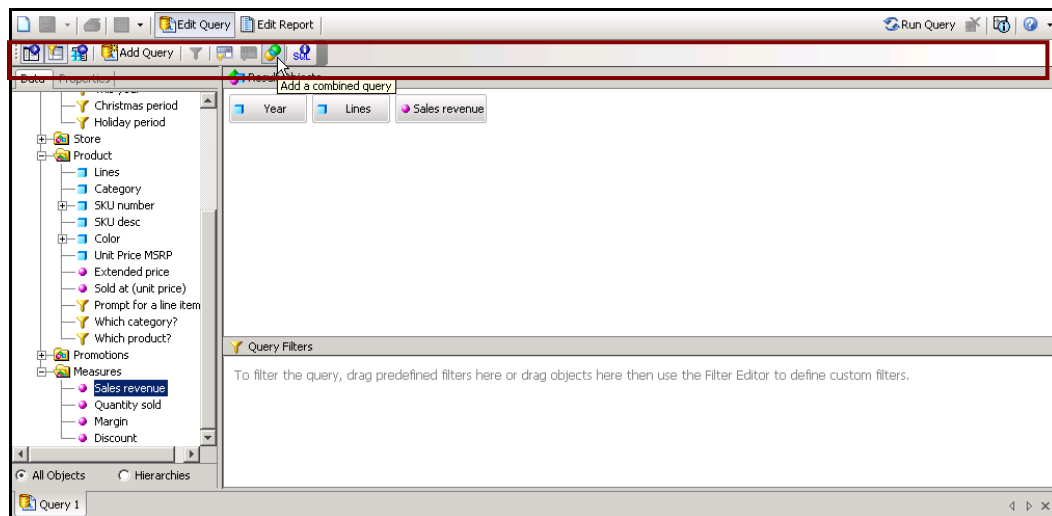 Edit Query Edit Report Run Query
Add Query SQL
Data Properties
Result Objects
Add a combined query
Christmas period
Holiday period
Store
Product
Lines
Category
SKU number
SKU desc
Color
Unit Price MSRP
Extended price
Sold at (unit price)
Prompt for a line item
Which category?
Which product?
Promotions
Measures
Sales revenue
Quantity sold
Margin
Discount
All Objects Hierarchies
Year Lines Sales revenue
Query Filters
To filter the query, drag predefined filters here or drag objects here then use the Filter Editor to define custom filters.
Query 1